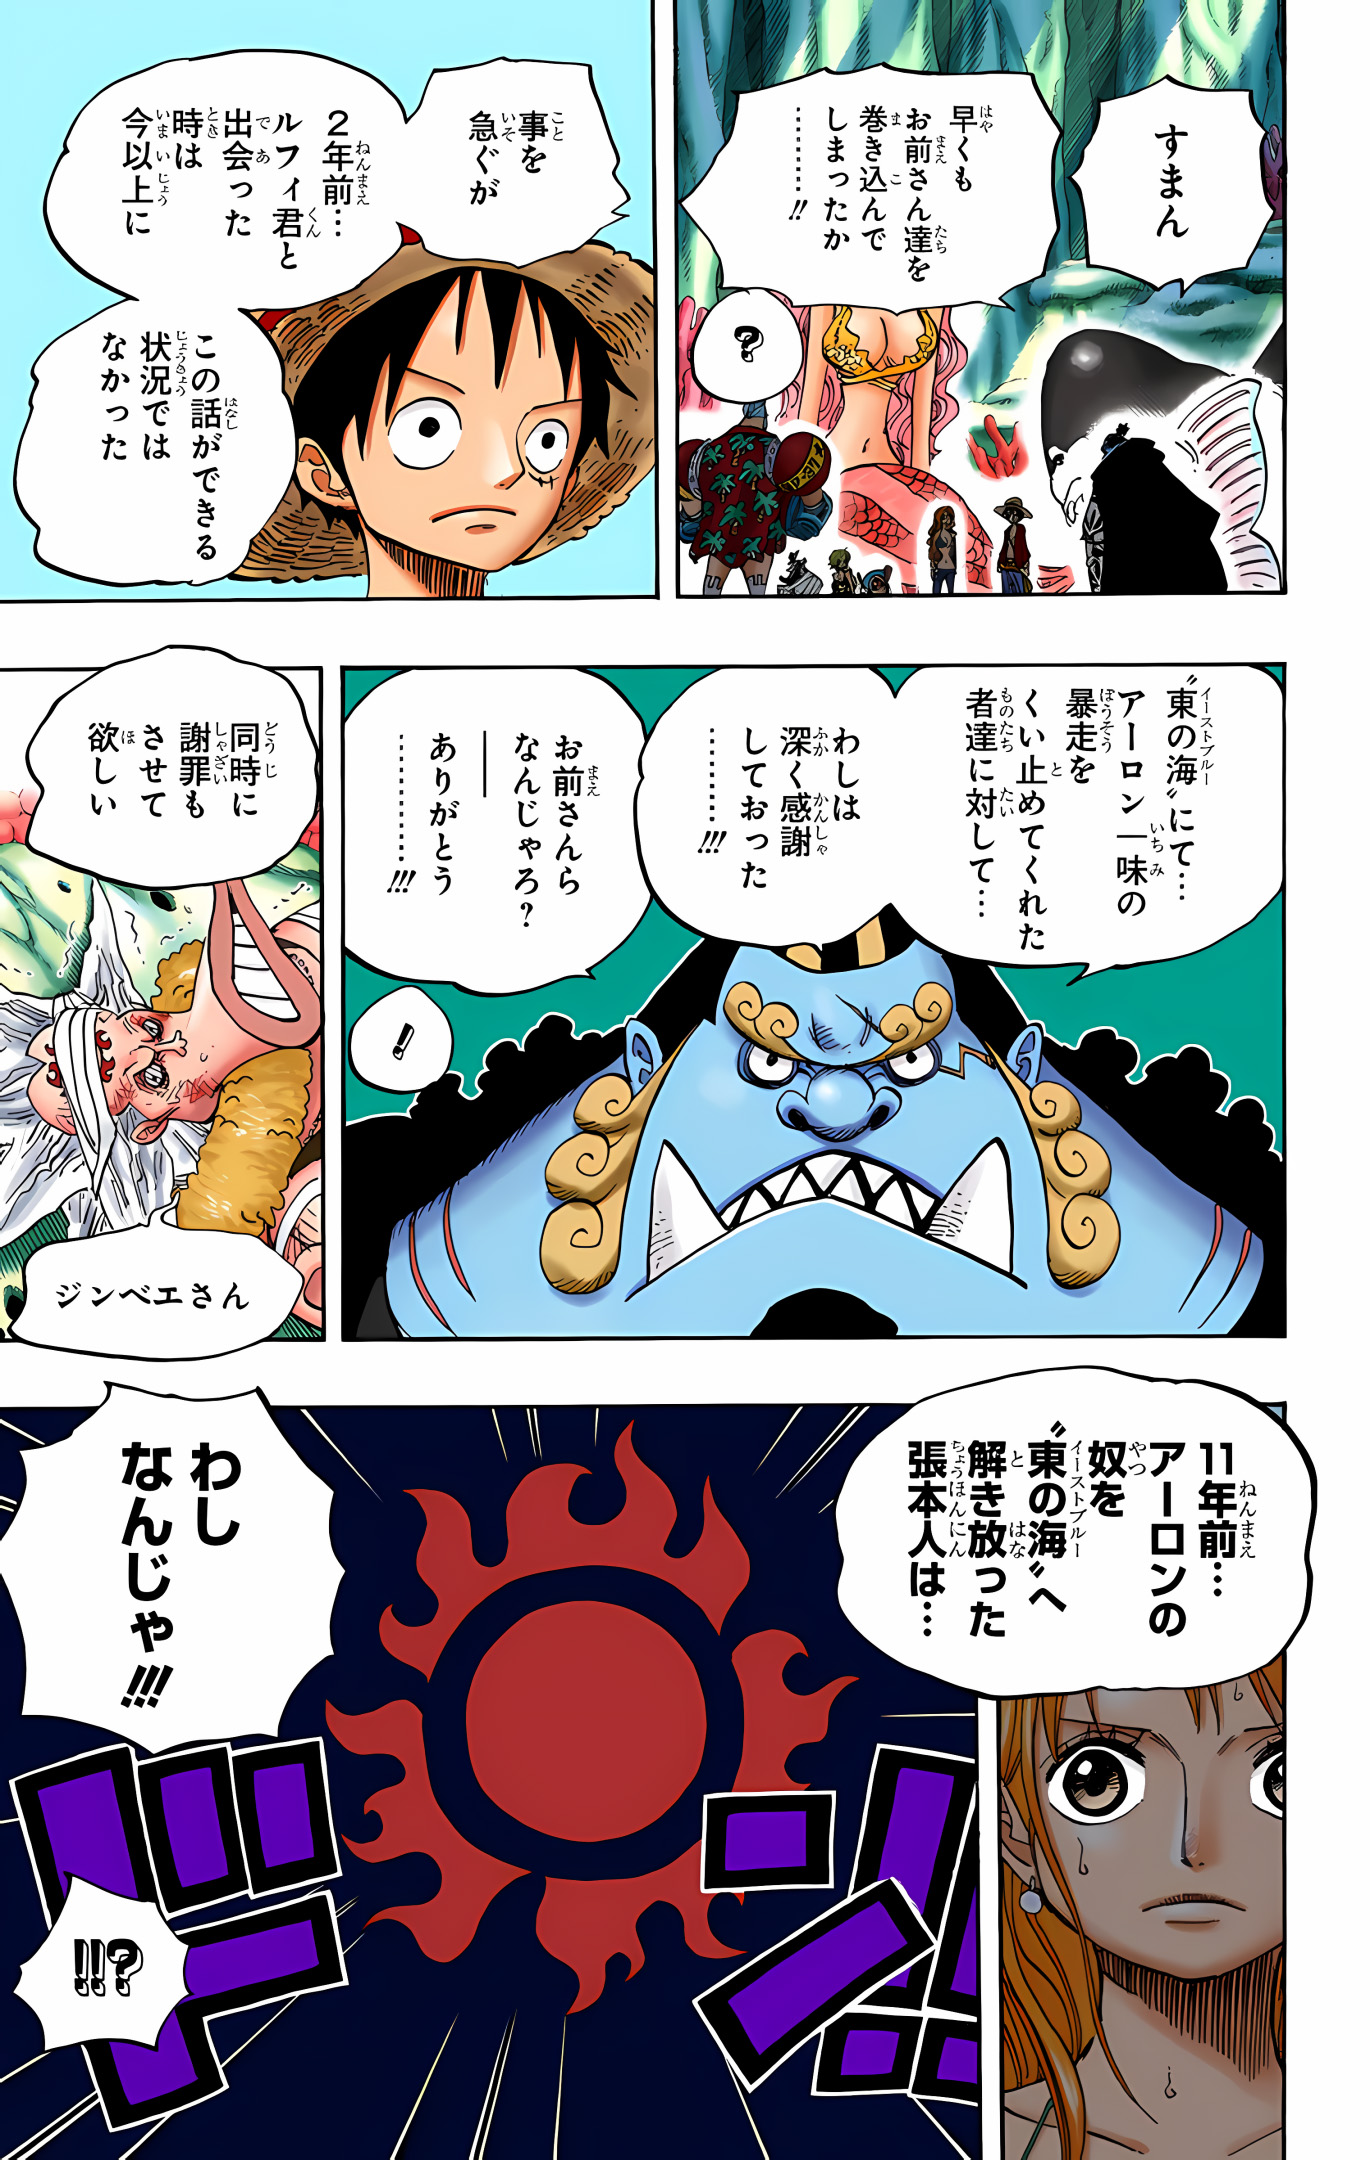 すまん
早くも
お前さん達を
巻き込んで
しまったか
………!!
?
事を
急ぐが
2年前…
ルフィ君と
出会った
時は
今以上に
この話ができる
状況では
なかった
〝東の海〟にて…
アーロン一味の
暴走を
くい止めてくれた
者達に対して…
わしは
深く感謝
しておった
………!!!
お前さんら
なんじゃろ?
――
ありがとう
…………!!!
!
同時に
謝罪も
させて
欲しい
ジンベエさん
11年前…
アーロンの
奴を
〝東の海〟へ
解き放った
張本人は…
わし
なんじゃ!!!
ドン!!
!!?